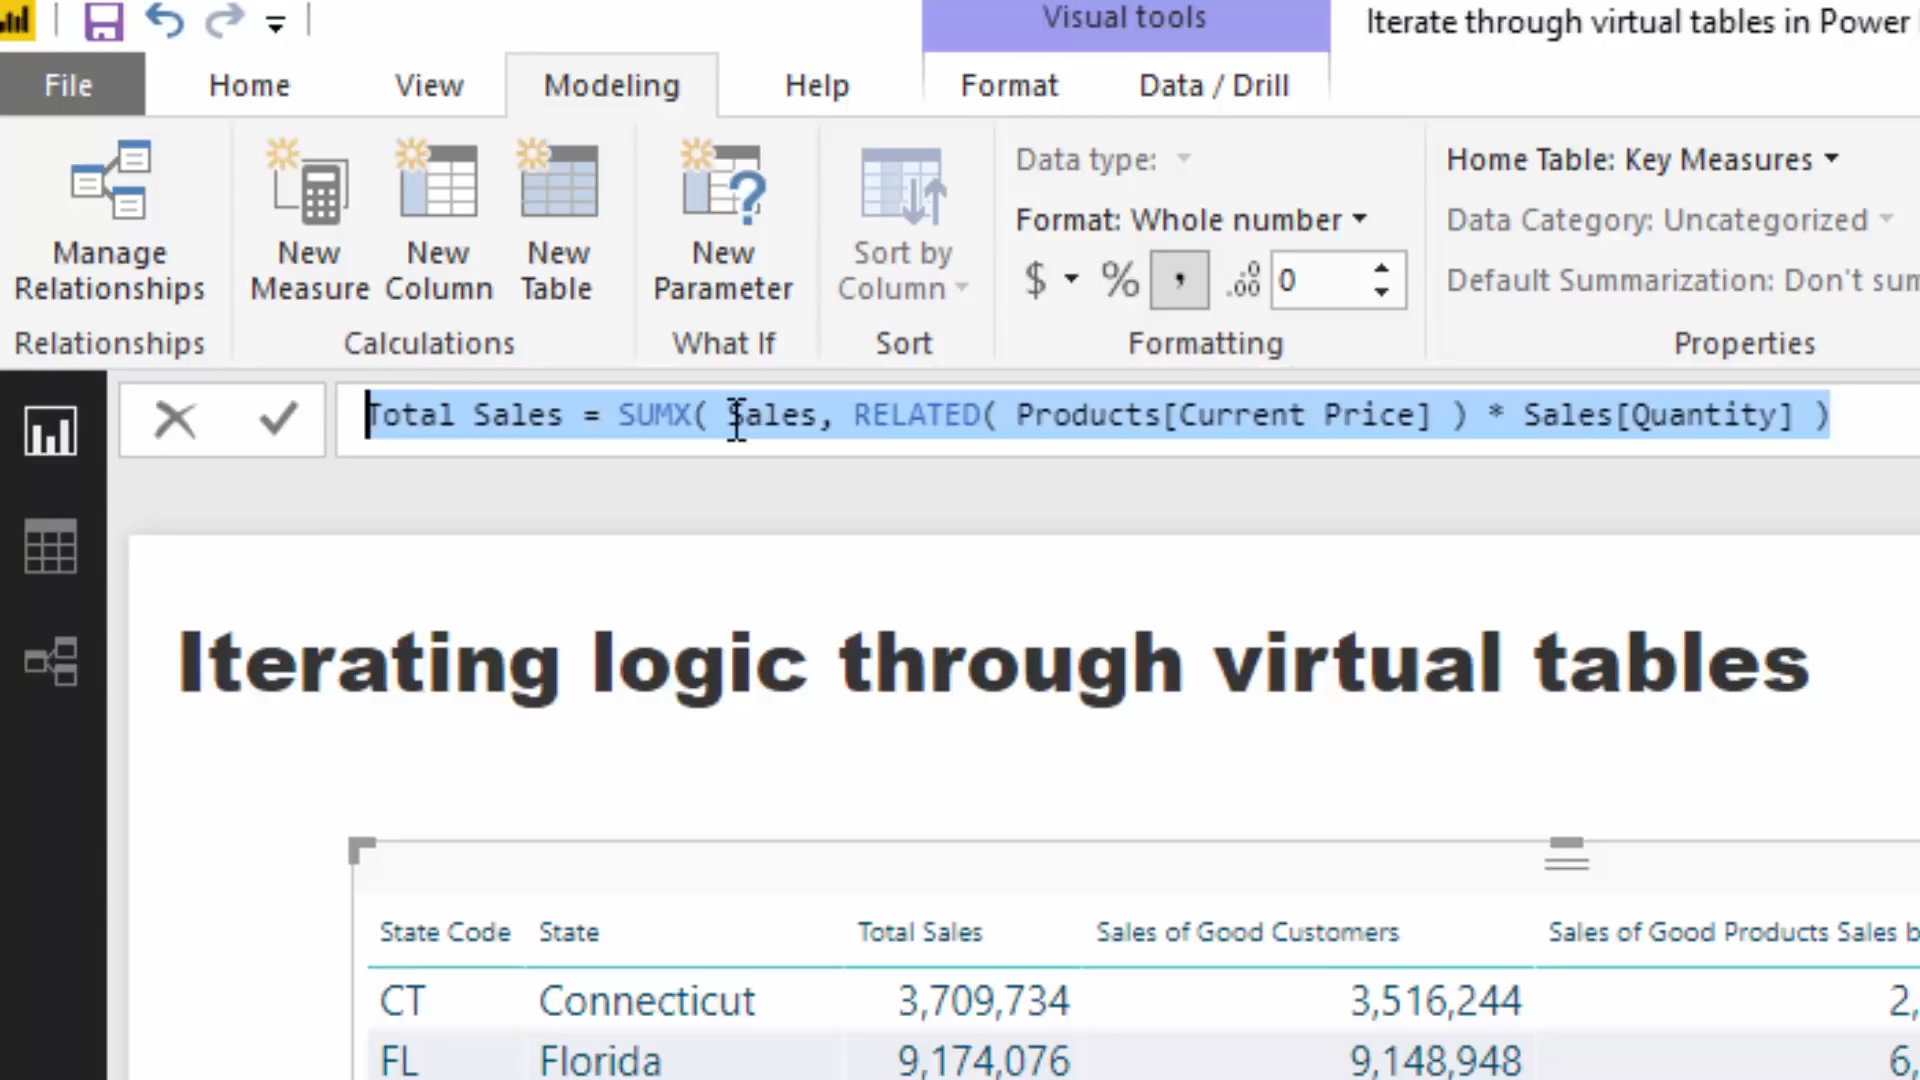 Visual tools
Iterate through virtual tables in Power
File Home View Modeling Help Format Data / Drill
Manage Relationships
New Measure
New Column
New Table
New Parameter
Sort by Column
Data type:
Format: Whole number
$ % , .00 0
Home Table: Key Measures
Data Category: Uncategorized
Default Summarization: Don't sum
Relationships Calculations What If Sort Formatting Properties
Total Sales = SUMX( Sales, RELATED( Products[Current Price] ) * Sales[Quantity] )
Iterating logic through virtual tables
State Code State Total Sales Sales of Good Customers Sales of Good Products Sales b
CT Connecticut 3,709,734 3,516,244 2,
FL Florida 9,174,076 9,148,948 6,